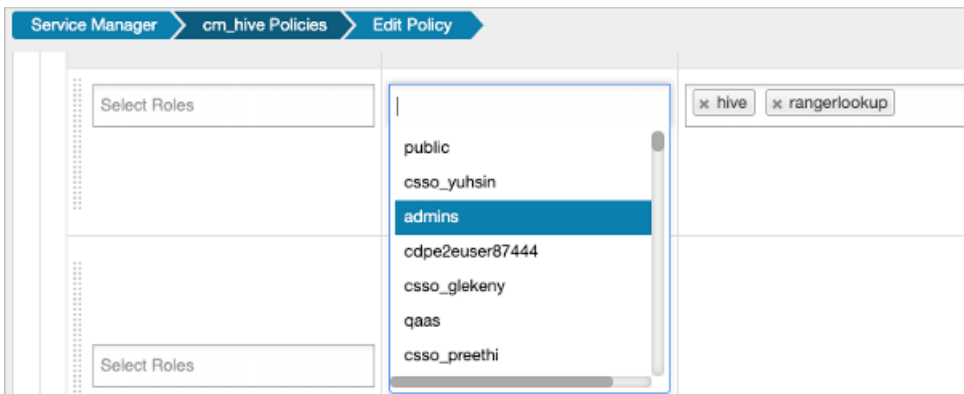 Service Manager cm_hive Policies Edit Policy
Select Roles
× hive × rangerlookup
public
csso_yuhsin
admins
cdpe2euser87444
csso_glekeny
qaas
csso_preethi
Select Roles